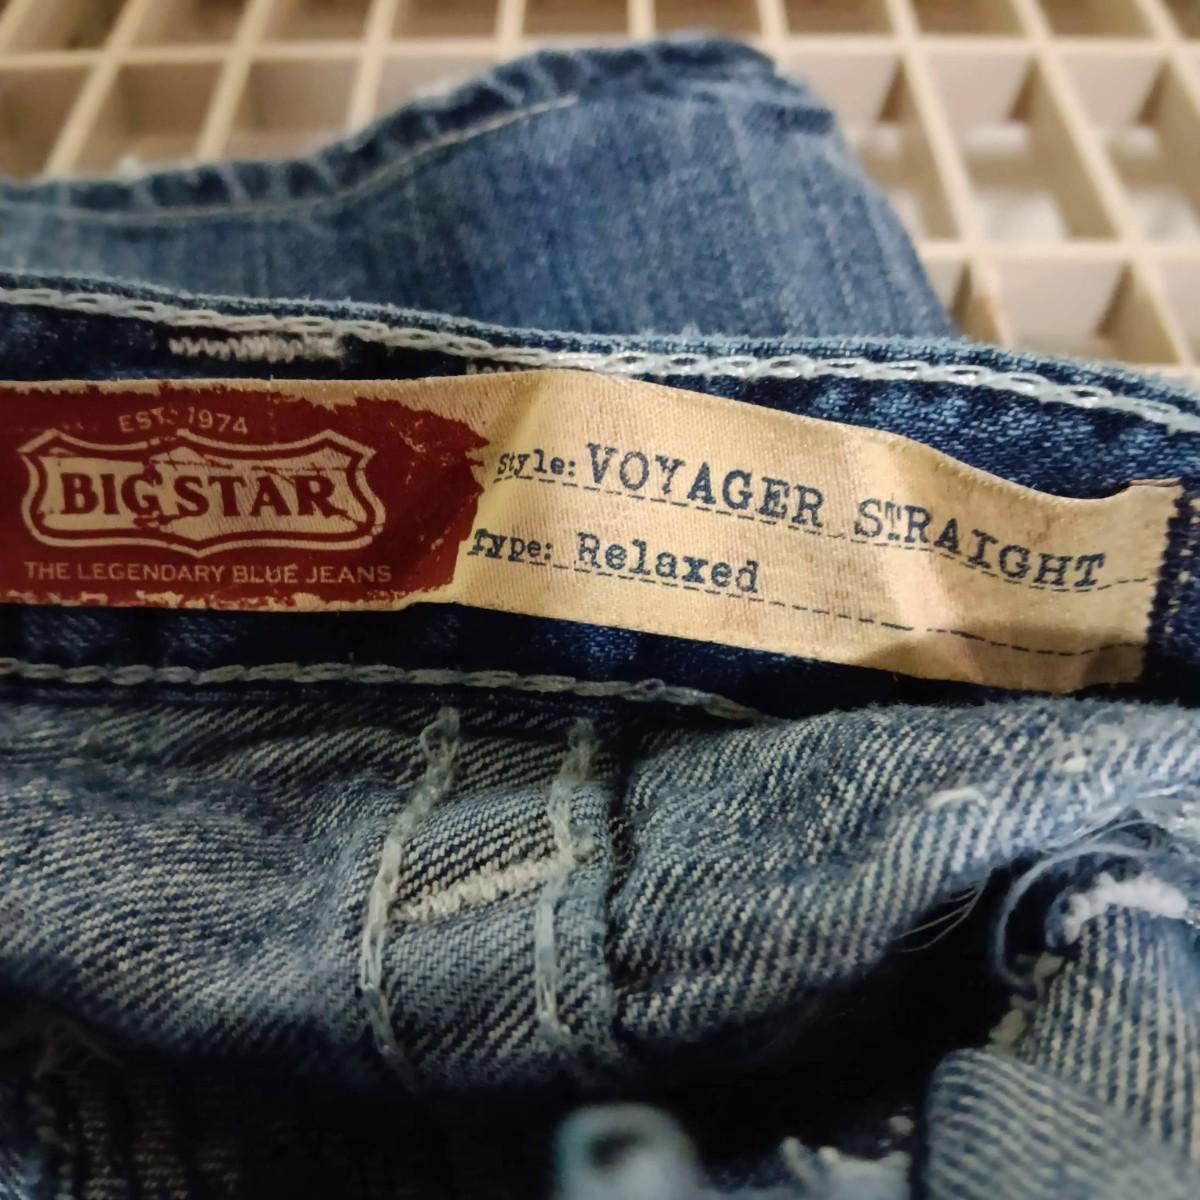 EST. 1974
BIG STAR
THE LEGENDARY BLUE JEANS
Style: VOYAGER STRAIGHT
Type: Relaxed